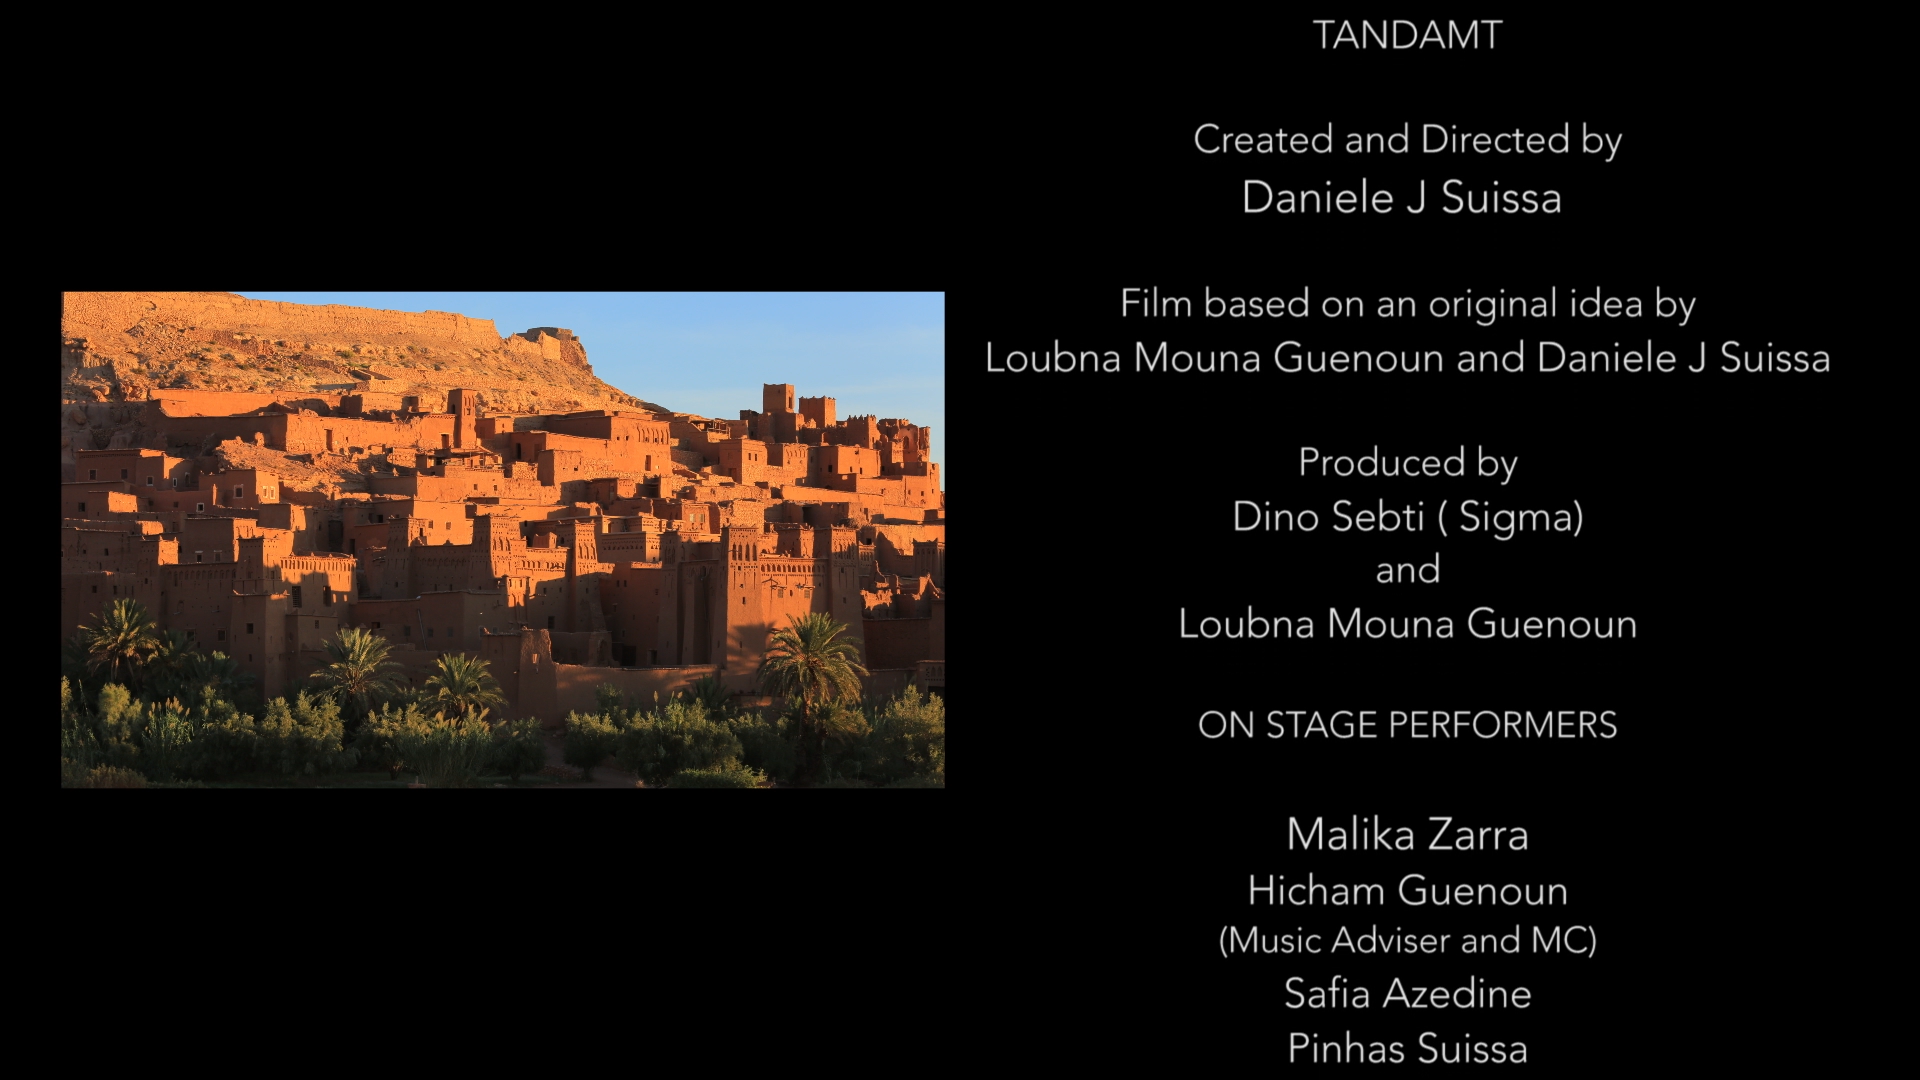 TANDAMT
Created and Directed by
Daniele J Suissa
Film based on an original idea by
Loubna Mouna Guenoun and Daniele J Suissa
Produced by
Dino Sebti ( Sigma)
and
Loubna Mouna Guenoun
ON STAGE PERFORMERS
Malika Zarra
Hicham Guenoun
(Music Adviser and MC)
Safia Azedine
Pinhas Suissa